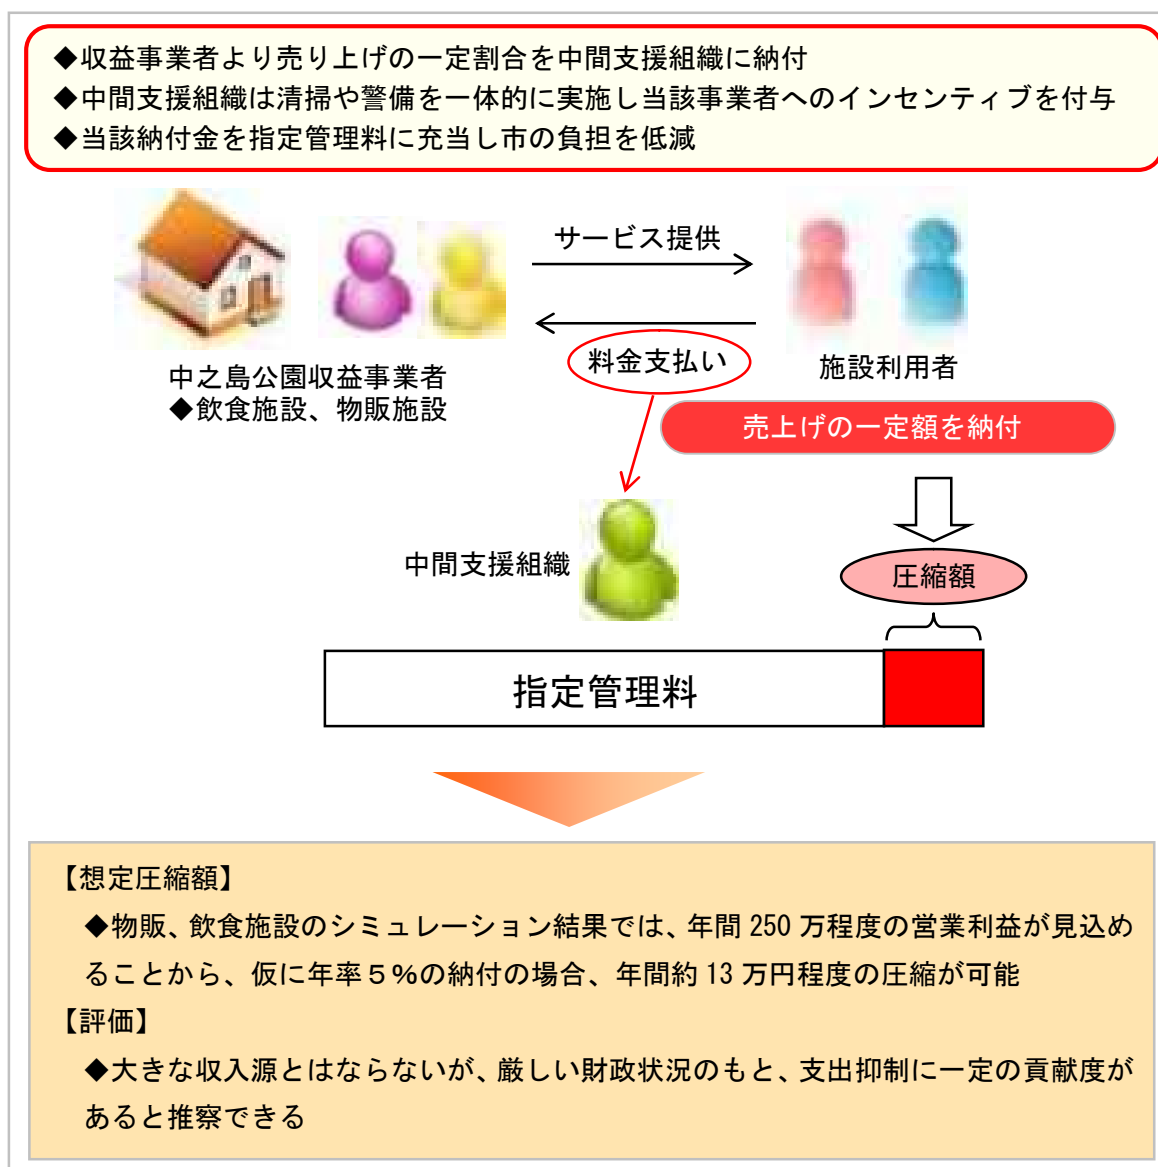 ◆収益事業者より売り上げの一定割合を中間支援組織に納付
◆中間支援組織は清掃や警備を一体的に実施し当該事業者へのインセンティブを付与
◆当該納付金を指定管理料に充当し市の負担を低減
サービス提供
料金支払い
中之島公園収益事業者
◆飲食施設、物販施設
施設利用者
売上げの一定額を納付
中間支援組織
圧縮額
指定管理料
【想定圧縮額】
◆物販、飲食施設のシミュレーション結果では、年間 250 万程度の営業利益が見込め
ることから、仮に年率５%の納付の場合、年間約 13 万円程度の圧縮が可能
【評価】
◆大きな収入源とはならないが、厳しい財政状況のもと、支出抑制に一定の貢献度が
あると推察できる